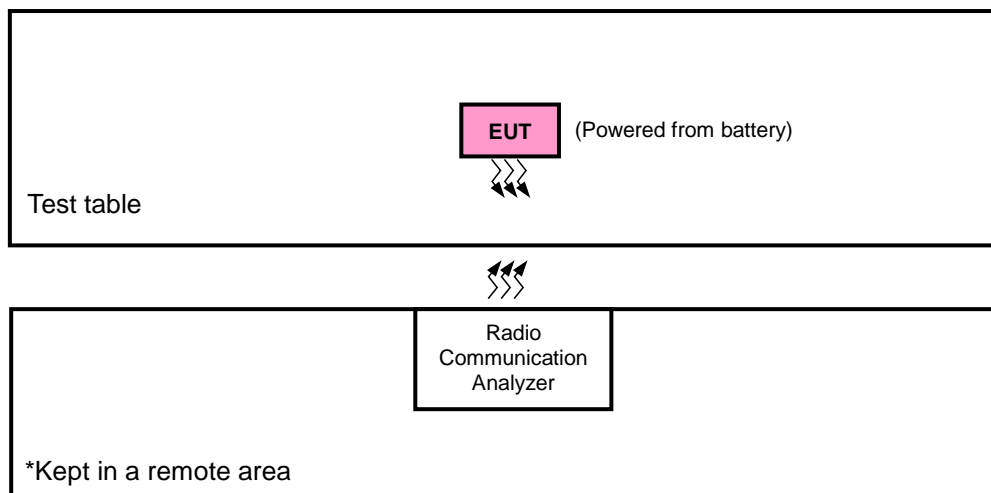 EUT
(Powered from battery)
Test table
Radio
Communication
Analyzer
*Kept in a remote area